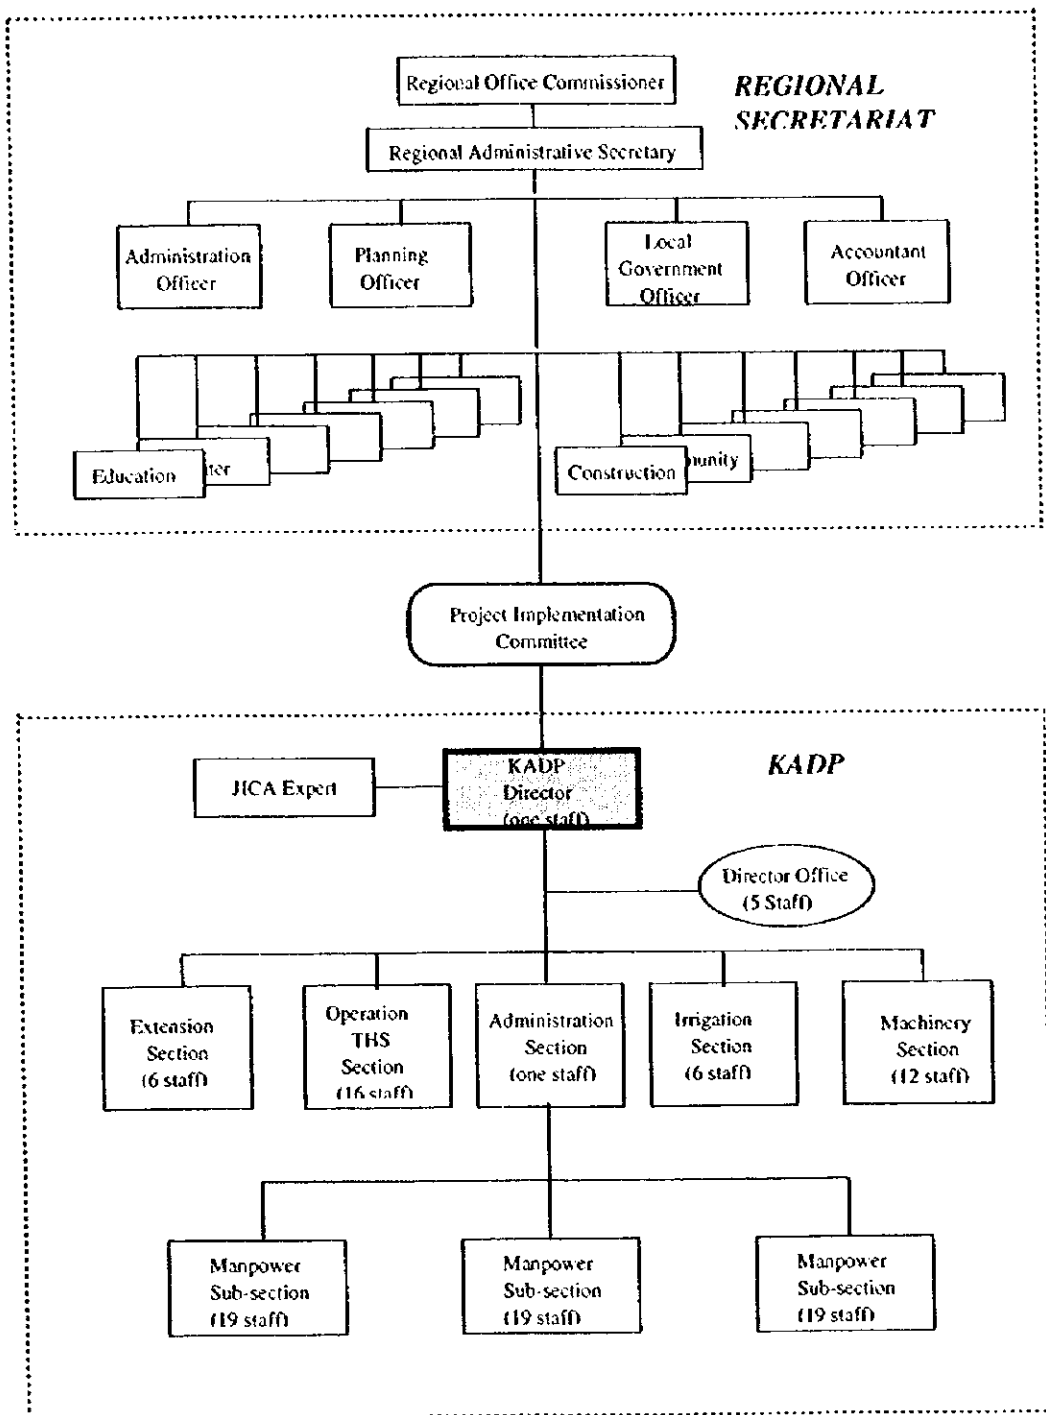 Regional Office Commissioner
REGIONAL
SECRETARIAT
Regional Administrative Secretary
Administration
Officer
Planning
Officer
Local
Government
Officer
Accountant
Officer
Education
ter
Construction
nunity
Project Implementation
Committee
KADP
JICA Expert
KADP
Director
(one staff)
Director Office
(5 Staff)
Extension
Section
(6 staff)
Operation
THS
Section
(16 staff)
Administration
Section
(one staff)
Irrigation
Section
(6 staff)
Machinery
Section
(12 staff)
Manpower
Sub-section
(19 staff)
Manpower
Sub-section
(19 staff)
Manpower
Sub-section
(19 staff)